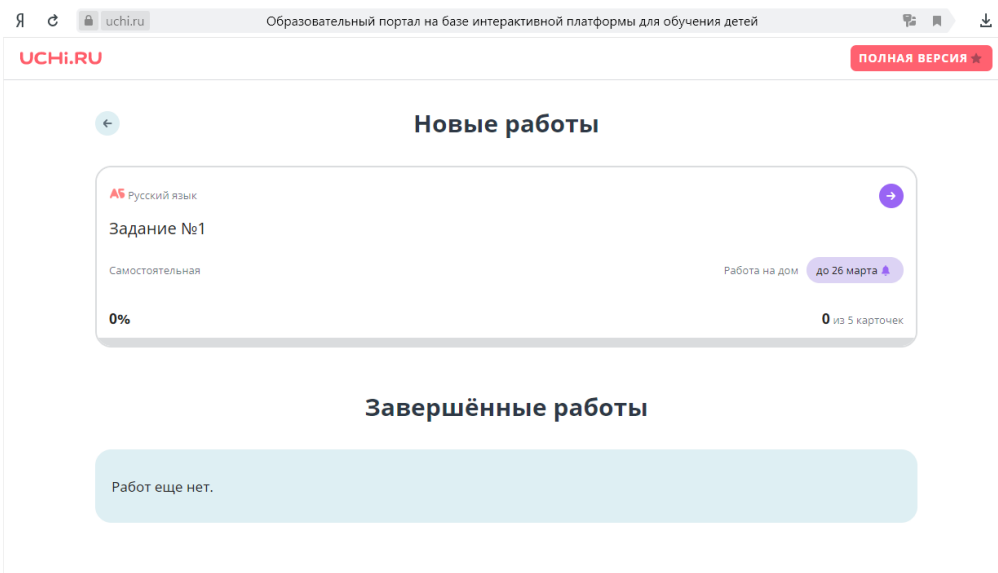 Я uchi.ru Образовательный портал на базе интерактивной платформы для обучения детей
UCHi.RU ПОЛНАЯ ВЕРСИЯ
Новые работы
АБ Русский язык
Задание №1
Самостоятельная Работа на дом до 26 марта
0% 0 из 5 карточек
Завершённые работы
Работ еще нет.